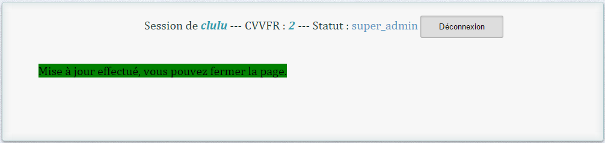 Session de clulu --- CVVFR : 2 --- Statut : super_admin Déconnexion
Mise à jour effectué, vous pouvez fermer la page.